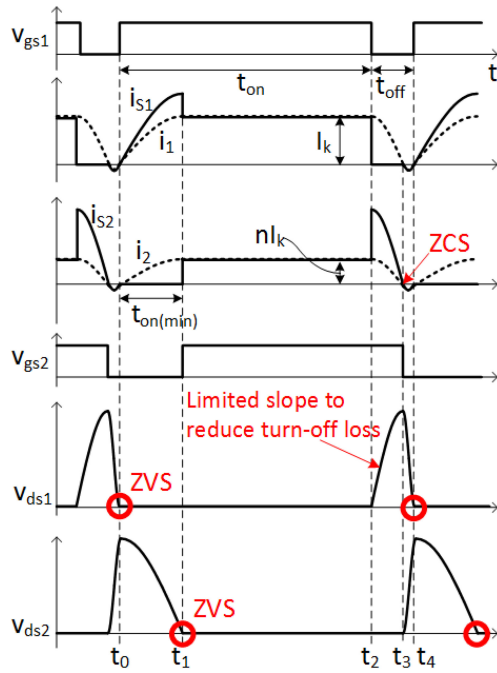 vgs1
t
ton
toff
iS1
i1
Ik
iS2
i2
nIk
ZCS
ton(min)
vgs2
Limited slope to
reduce turn-off loss
ZVS
vds1
ZVS
vds2
t0 t1 t2 t3 t4